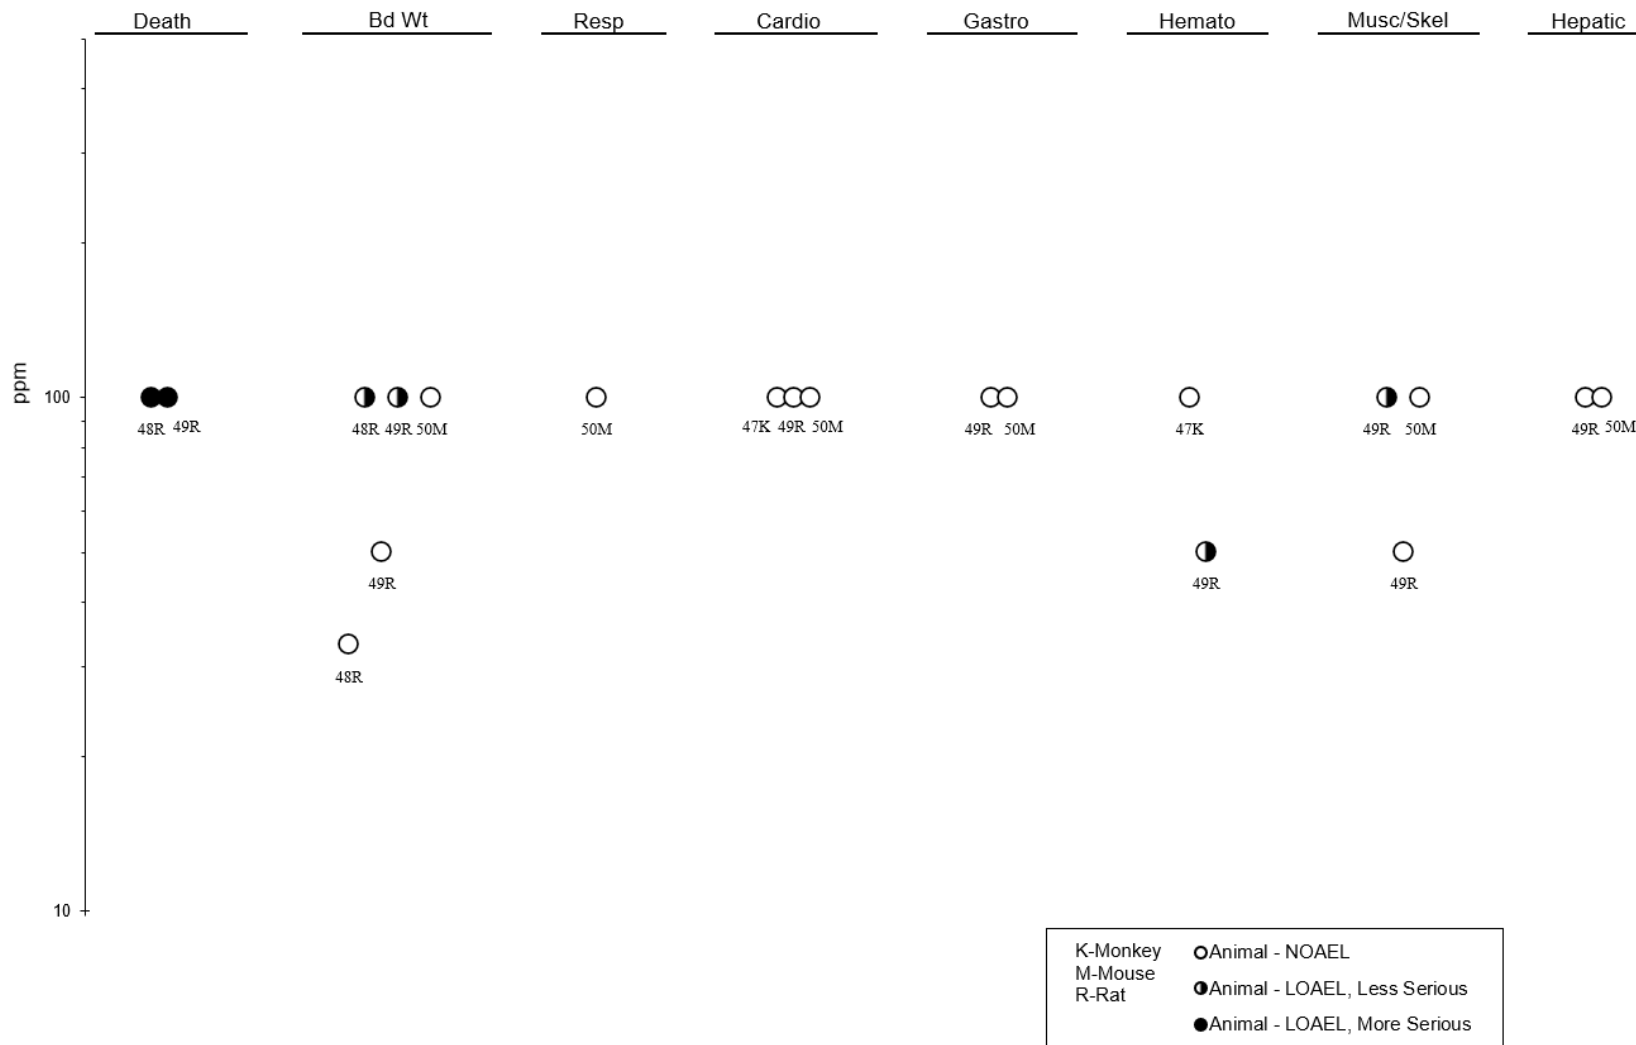 Death Bd Wt Resp Cardio Gastro Hemato Musc/Skel Hepatic
ppm
100
48R 49R 48R 49R 50M 50M 47K 49R 50M 49R 50M 47K 49R 50M 49R 50M
49R 49R 49R
48R
10
K-Monkey Animal - NOAEL
M-Mouse
R-Rat Animal - LOAEL, Less Serious
Animal - LOAEL, More Serious